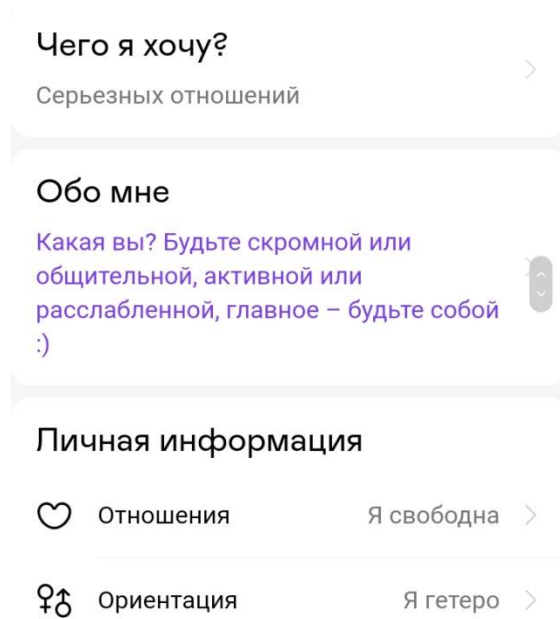 Чего я хочу?
Серьезных отношений
Обо мне
Какая вы? Будьте скромной или
общительной, активной или
расслабленной, главное – будьте собой
:)
Личная информация
Отношения Я свободна
Ориентация Я гетеро